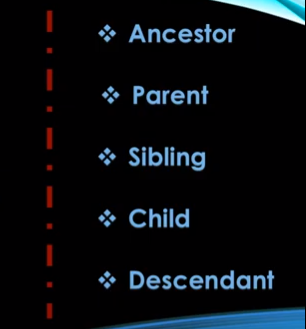 ❖ Ancestor
❖ Parent
❖ Sibling
❖ Child
❖ Descendant